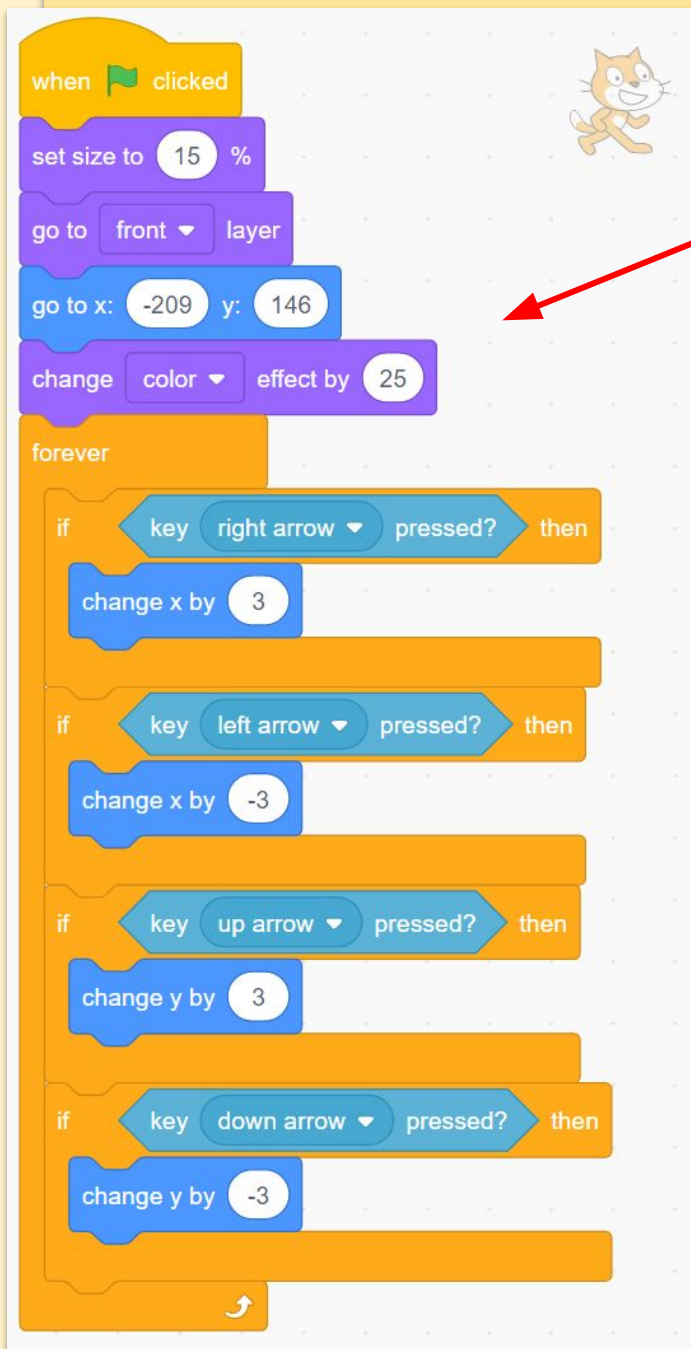 when clicked
set size to 15 %
go to front layer
go to x: -209 y: 146
change color effect by 25
forever
if key right arrow pressed? then
change x by 3
if key left arrow pressed? then
change x by -3
if key up arrow pressed? then
change y by 3
if key down arrow pressed? then
change y by -3